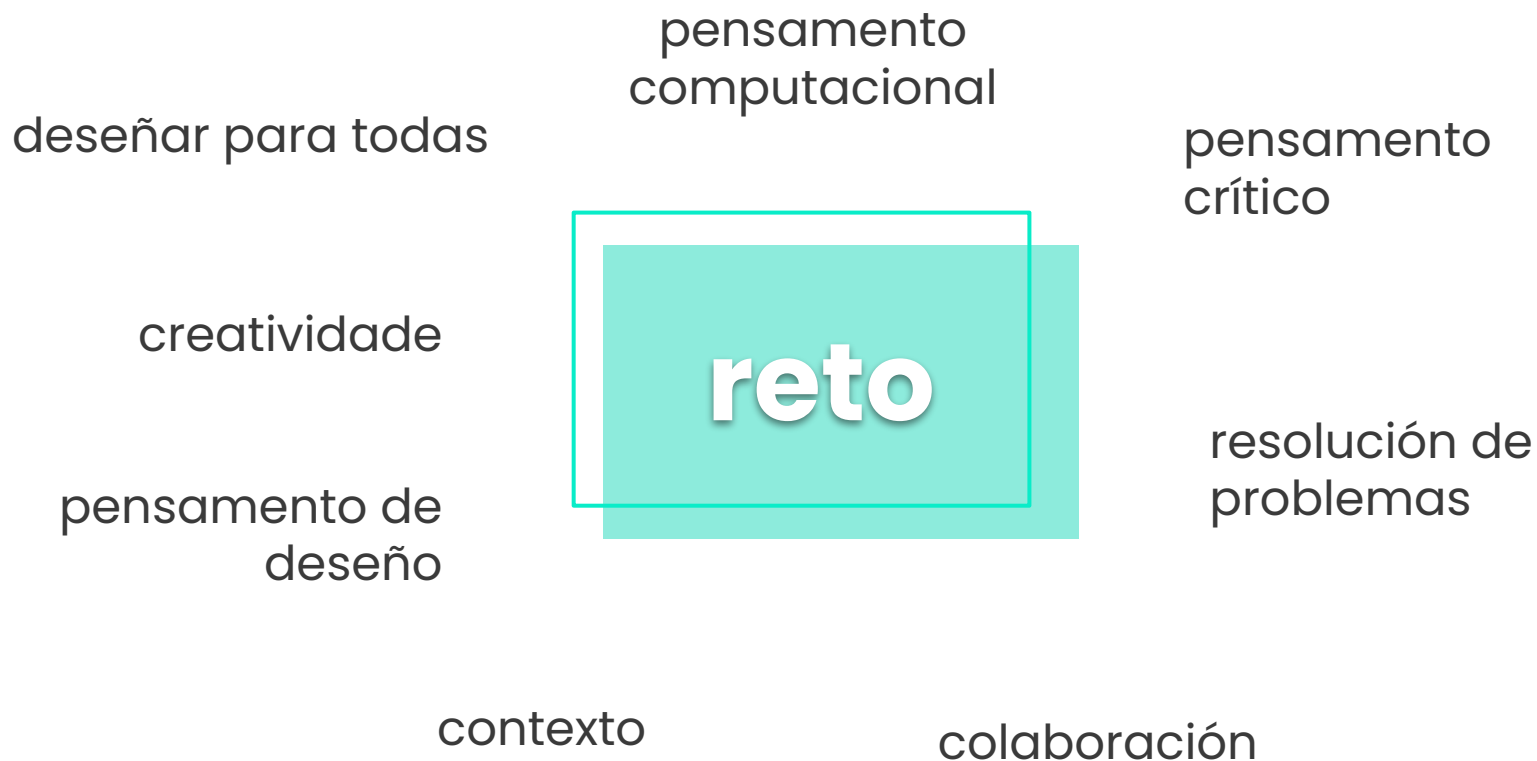 pensamento
computacional
deseñar para todas
pensamento
crítico
creatividade
reto
resolución de
problemas
pensamento de
deseño
contexto
colaboración